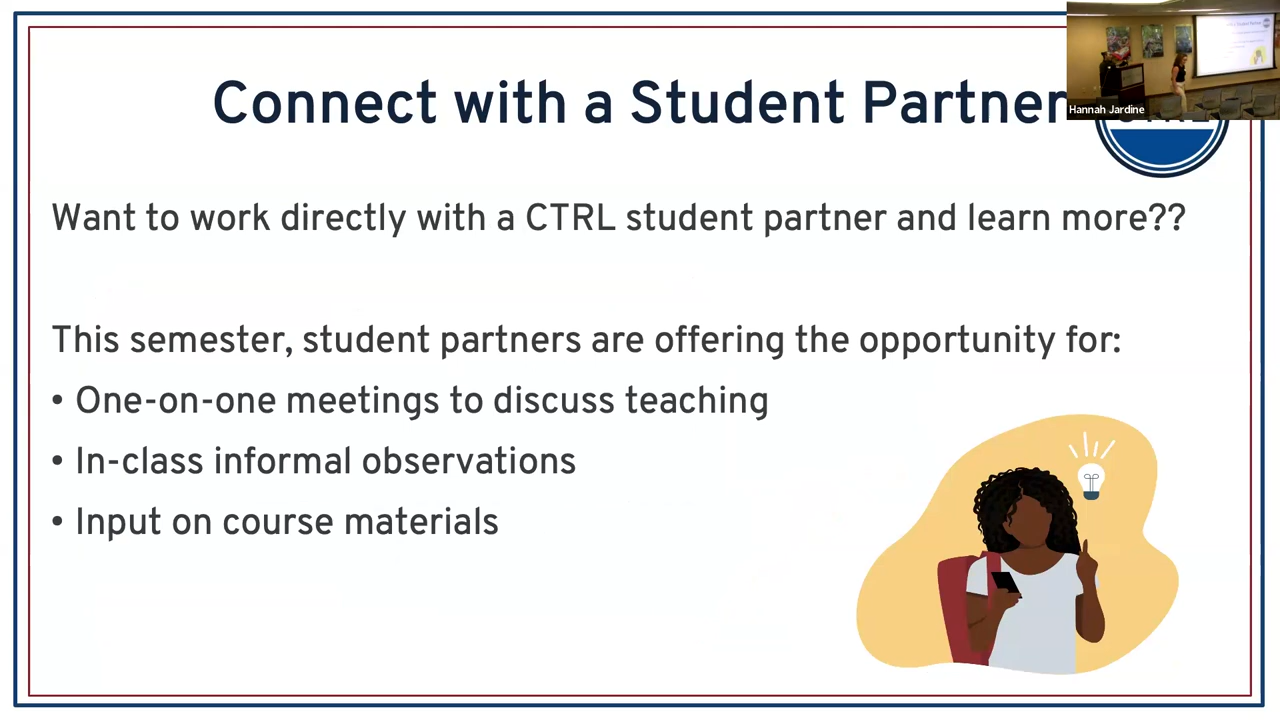 Connect with a Student Partner
Hannah Jardine
Want to work directly with a CTRL student partner and learn more??
This semester, student partners are offering the opportunity for:
• One-on-one meetings to discuss teaching
• In-class informal observations
• Input on course materials